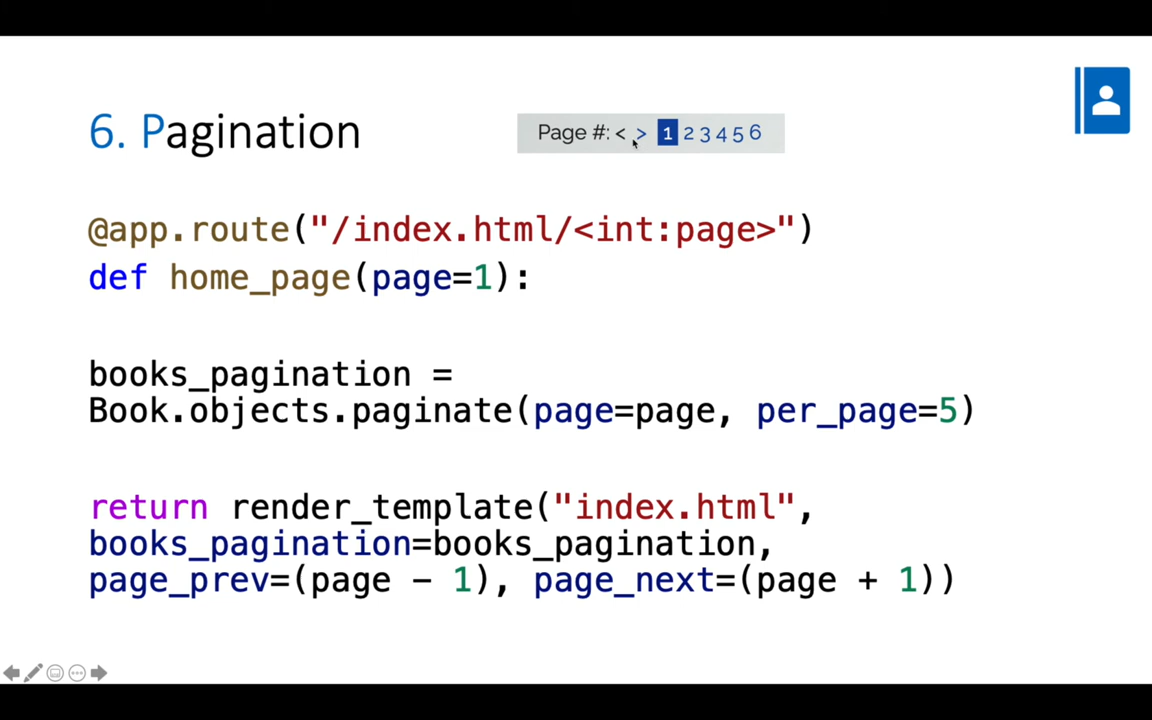 6. Pagination
Page #: < > 1 2 3 4 5 6
@app.route("/index.html/<int:page>")
def home_page(page=1):
books_pagination =
Book.objects.paginate(page=page, per_page=5)
return render_template("index.html",
books_pagination=books_pagination,
page_prev=(page - 1), page_next=(page + 1))